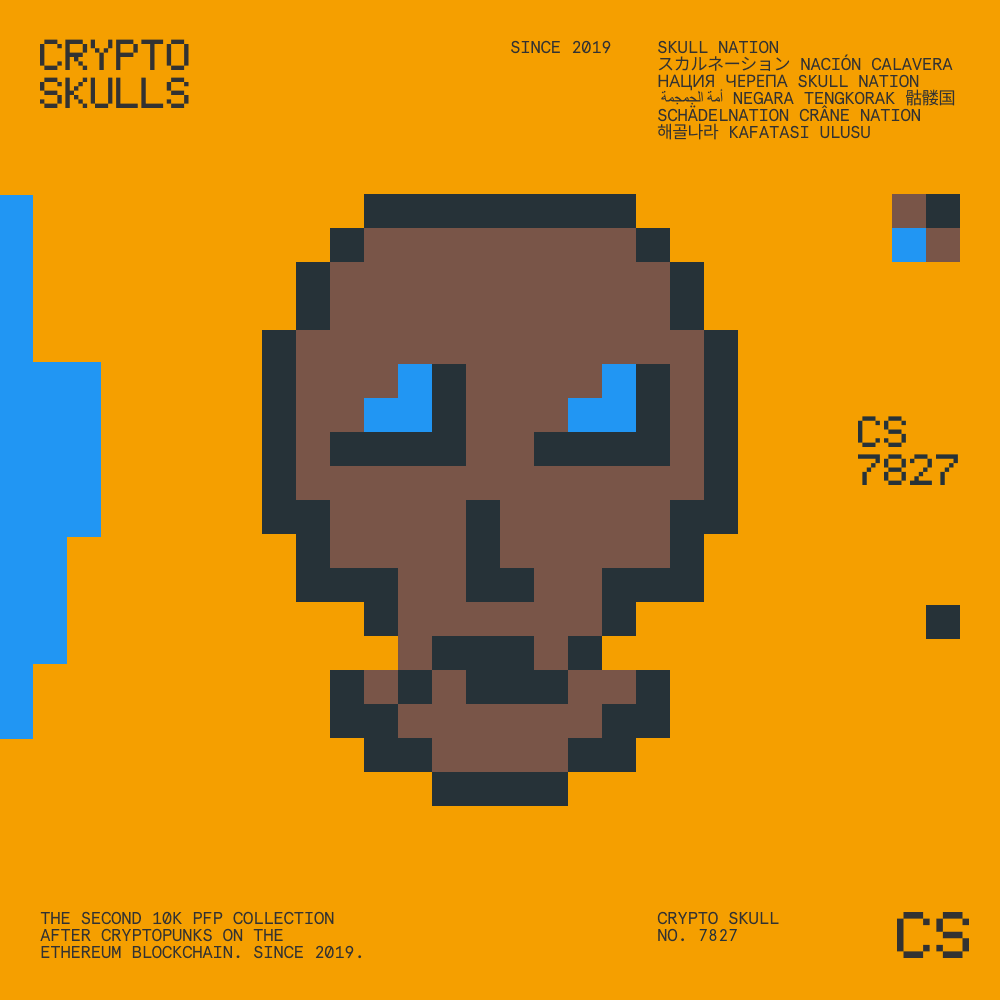 CRYPTO
SKULLS
SINCE 2019
SKULL NATION
スカルネーション NACIÓN CALAVERA
НАЦИЯ ЧЕРЕПА SKULL NATION
أمة الجمجمة NEGARA TENGKORAK 骷髏国
SCHÄDELNATION CRÂNE NATION
해골나라 KAFATASI ULUSU
CS
7827
THE SECOND 10K PFP COLLECTION
AFTER CRYPTOPUNKS ON THE
ETHEREUM BLOCKCHAIN. SINCE 2019.
CRYPTO SKULL
NO. 7827
CS